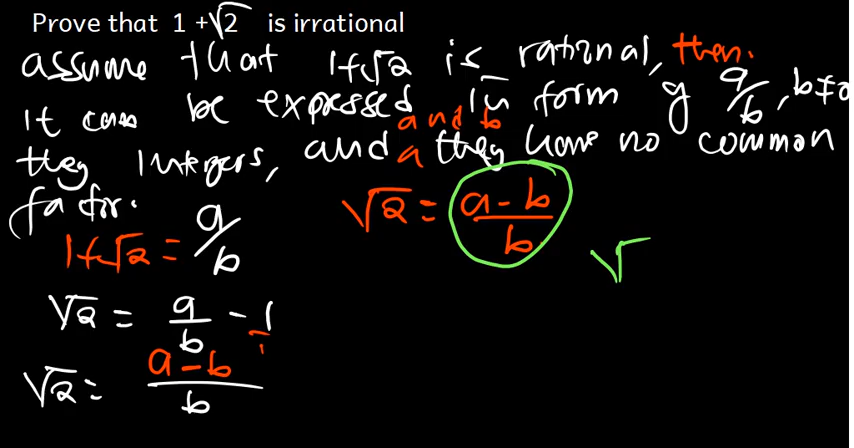 Prove that 1 + √2 is irrational
assume that 1+√2 is rational, then.
it can be expressed in form of a/b, b≠0
a and b
they integers, and a they have no common
factor.
1+√2 = a/b
√2 = (a - b)/b
√
√2 = a/b - 1/1
√2 = (a - b)/b